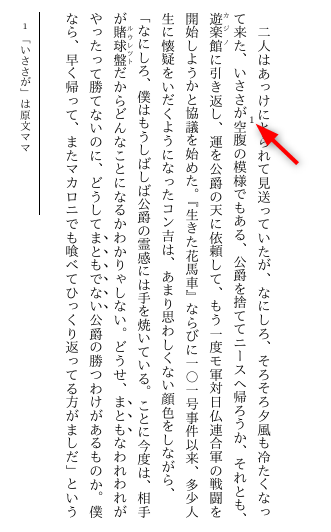 二人はあっけにとられて見送っていたが、なにしろ、そろそろ夕風も冷たくなっ
て来た、いささが1空腹の模様でもある、公爵を捨ててニースへ帰ろうか、それとも、
遊楽館カジノに引き返し、運を公爵の天に依頼して、もう一度モ軍対日仏連合軍の戦闘を
開始しようかと協議を始めた。『生きた花馬車』ならびに一〇一号事件以来、多少人
生に懐疑をいだくようになったコン吉は、あまり思わしくない顔色をしながら、
「なにしろ、僕はもうしばしば公爵の霊感には手を焼いている。ことに今度は、相手
が賭球盤ルウレットだからどんなことになるかわかりゃしない。どうせ、まともなわれわれが
やったって勝てないのに、どうしてまともでない公爵の勝つわけがあるものか。僕
なら、早く帰って、またマカロニでも喰べてひっくり返ってる方がましだ」という
1 「いささが」は原文ママ